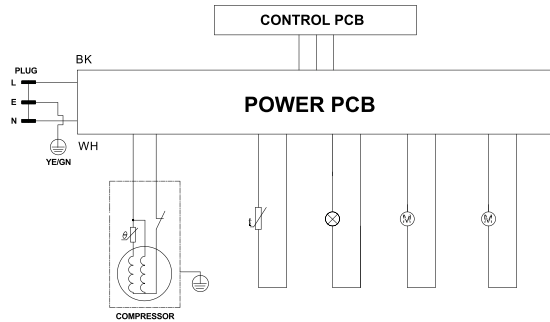 CONTROL PCB
BK
PLUG
L
POWER PCB
E
N
WH
YE/GN
θ
t
M
M
COMPRESSOR